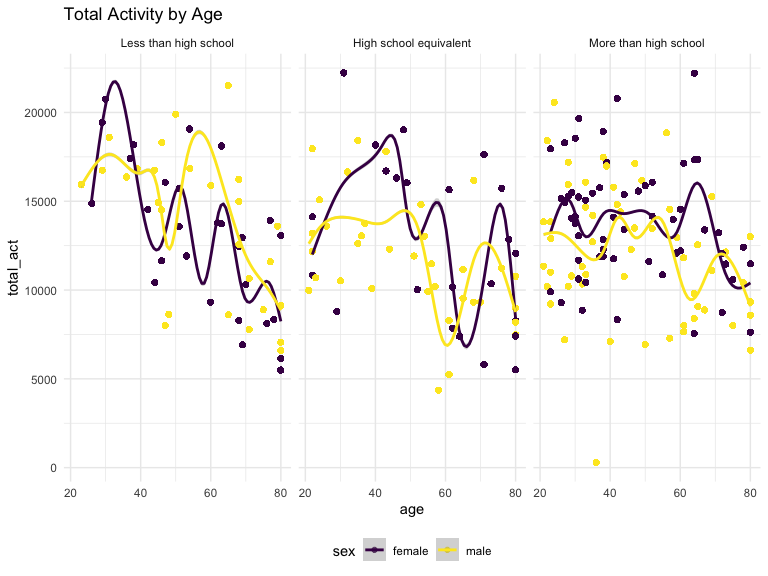 Total Activity by Age
Less than high school
High school equivalent
More than high school
total_act
20000
15000
10000
5000
0
20 40 60 80
20 40 60 80
20 40 60 80
age
sex female male